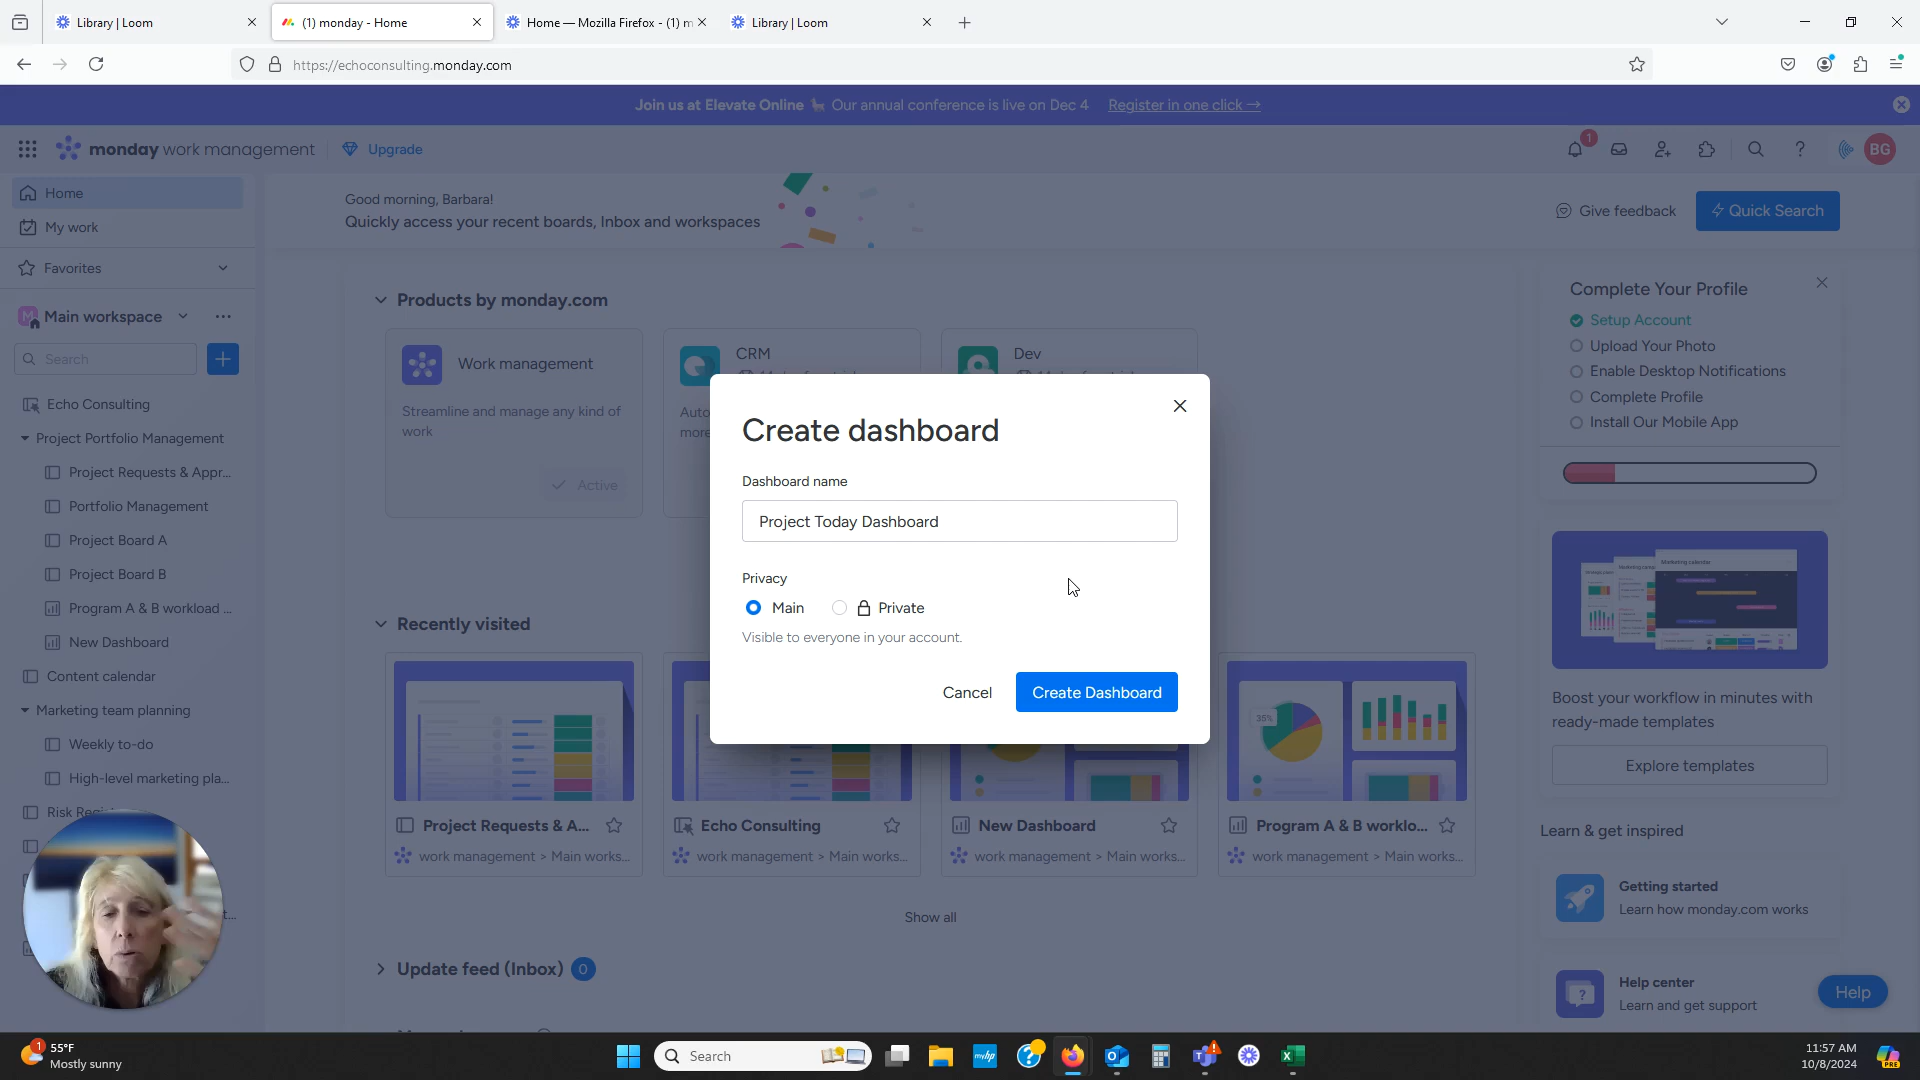 Library | Loom
(1) monday - Home
Home — Mozilla Firefox - (1) m
Library | Loom
https://echoconsulting.monday.com
Join us at Elevate Online 🦙 Our annual conference is live on Dec 4 Register in one click →
monday work management
Upgrade
1
BG
Home
My work
Favorites
Main workspace
Search
Echo Consulting
Project Portfolio Management
Project Requests & Appr...
Portfolio Management
Project Board A
Project Board B
Program A & B workload ...
New Dashboard
Content calendar
Marketing team planning
Weekly to-do
High-level marketing pla...
Good morning, Barbara!
Quickly access your recent boards, Inbox and workspaces
Give feedback
Quick Search
Products by monday.com
Work management
Streamline and manage any kind of
work
Active
CRM
Dev
Create dashboard
Dashboard name
Project Today Dashboard
Privacy
Main
Private
Visible to everyone in your account.
Cancel
Create Dashboard
Recently visited
35%
Project Requests & A...
work management > Main works...
Echo Consulting
work management > Main works...
New Dashboard
work management > Main works...
Program A & B worklo...
work management > Main works...
Show all
Update feed (Inbox) 0
Complete Your Profile
Setup Account
Upload Your Photo
Enable Desktop Notifications
Complete Profile
Install Our Mobile App
Marketing calendar
Boost your workflow in minutes with
ready-made templates
Explore templates
Learn & get inspired
Getting started
Learn how monday.com works
Help center
Learn and get support
Help
1
55°F
Mostly sunny
Search
11:57 AM
10/8/2024